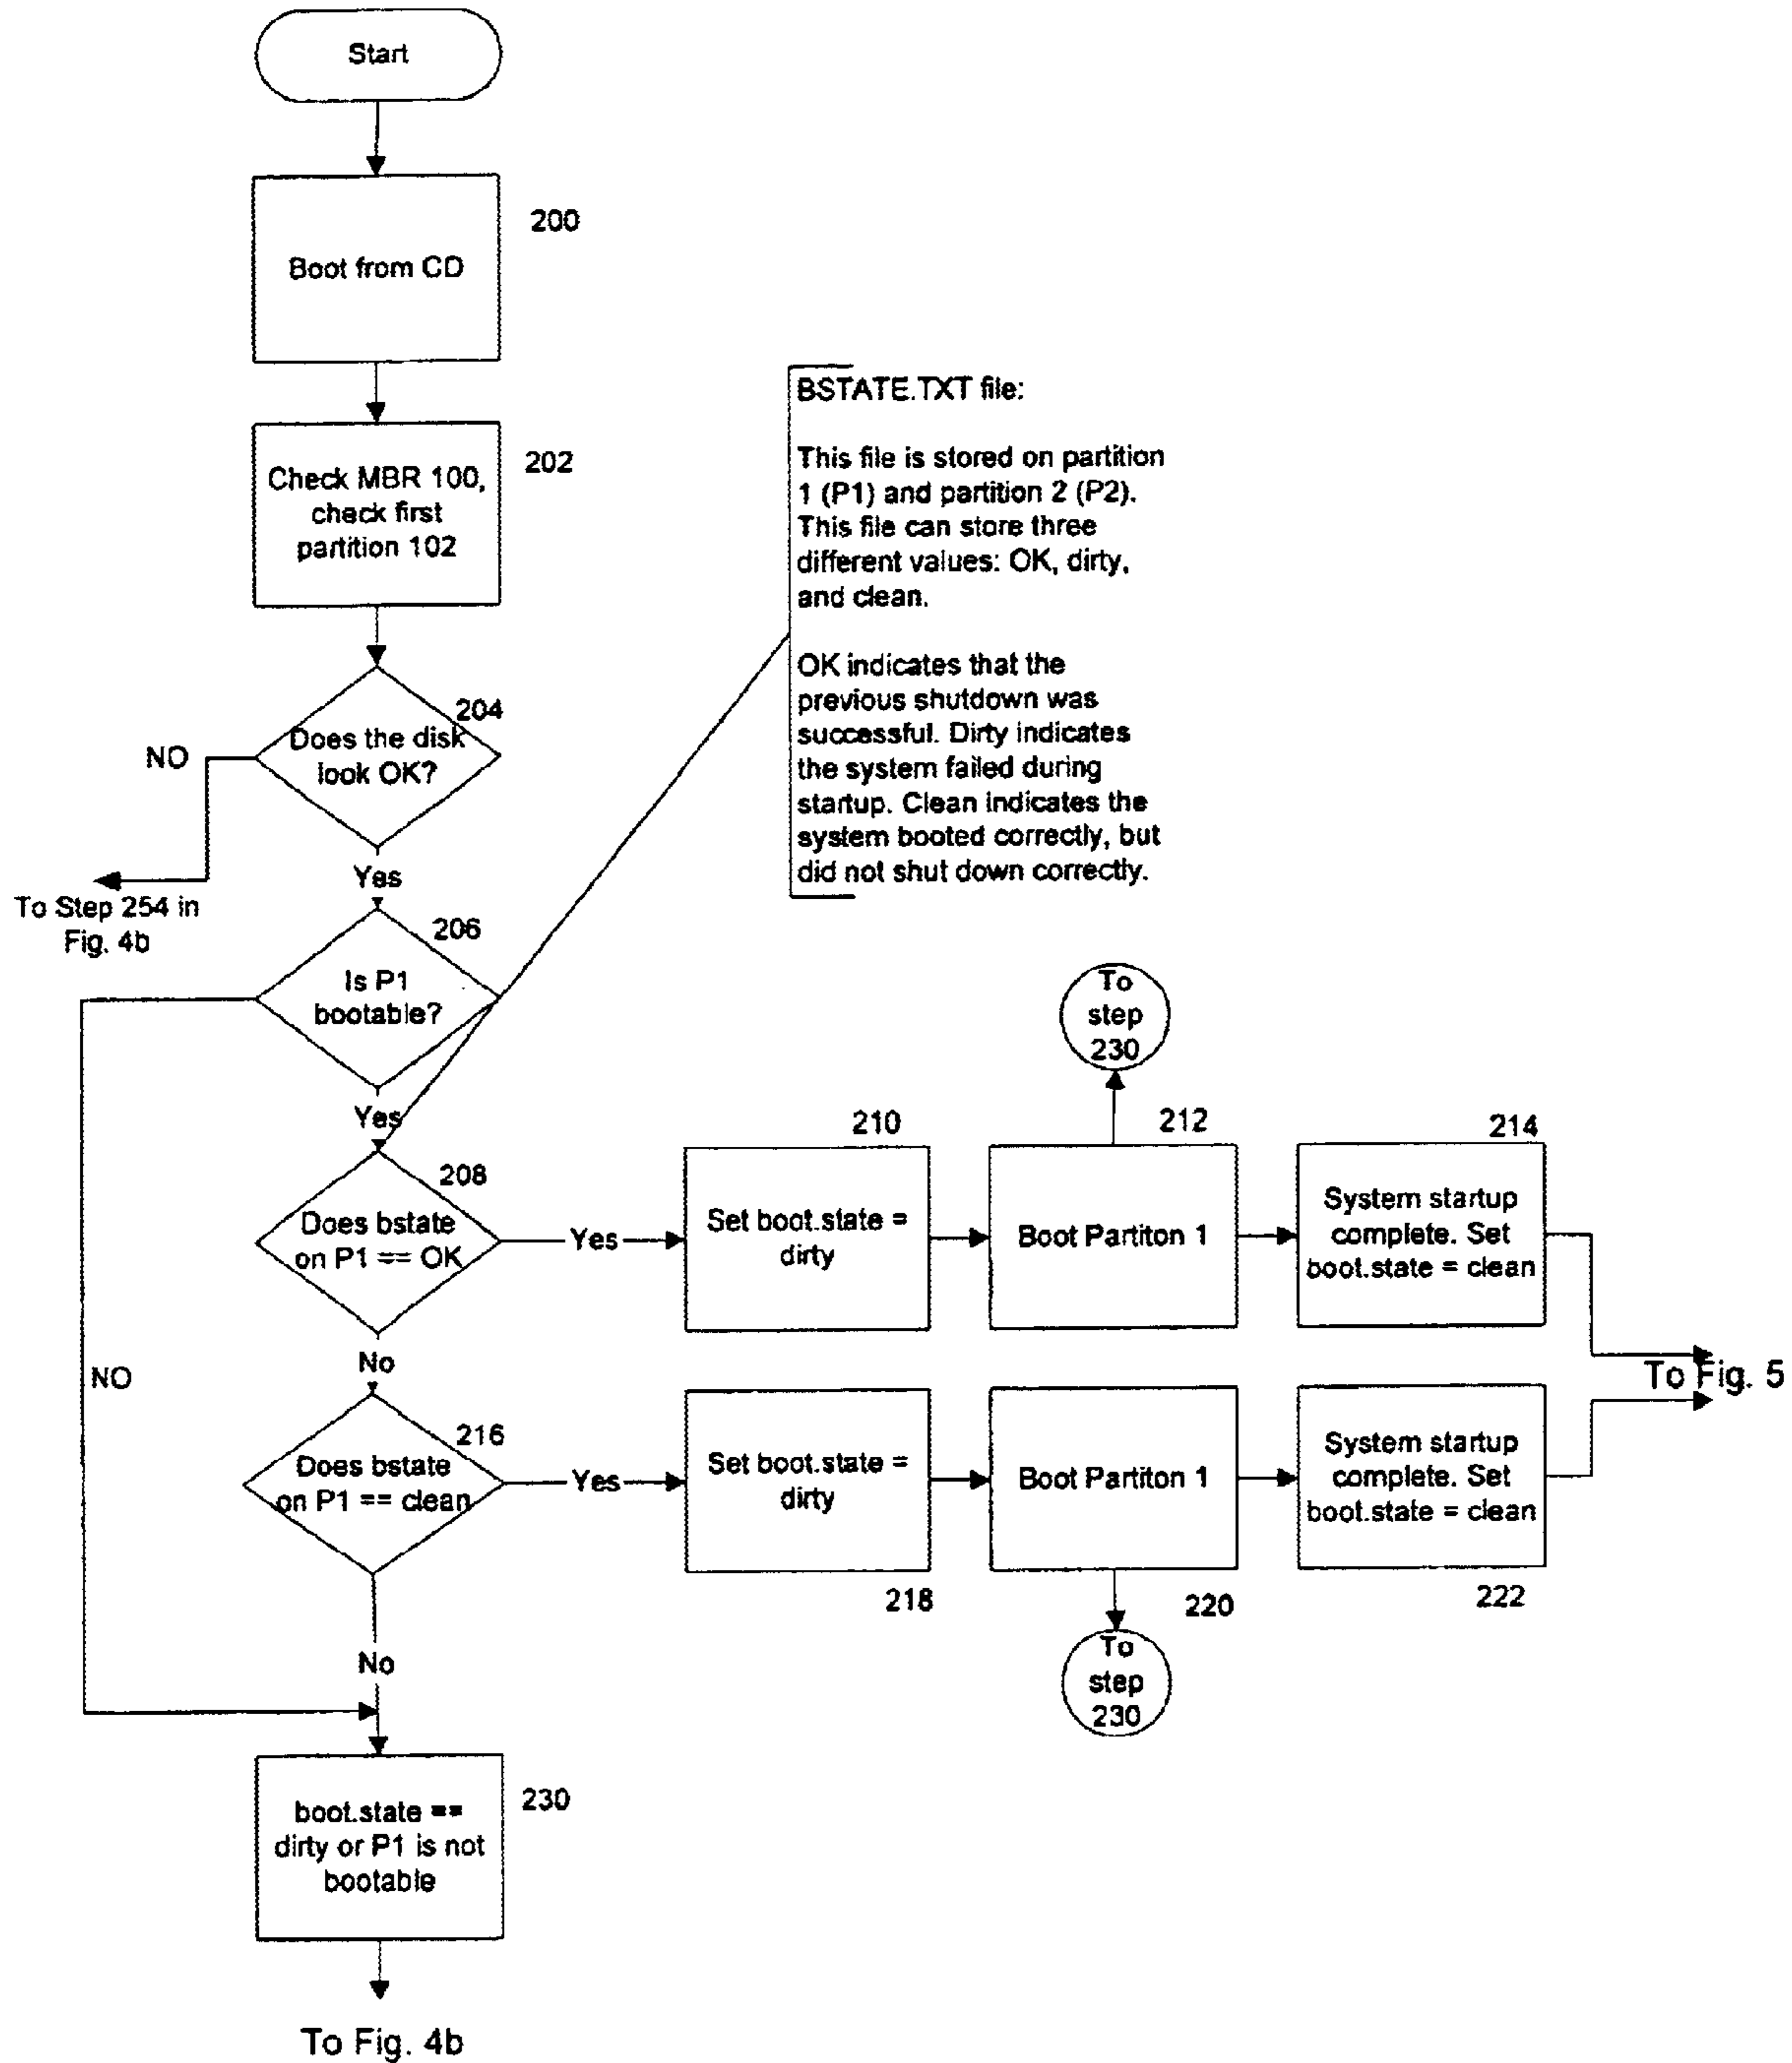 Start
200
Boot from CD
202
Check MBR 100,
check first
partition 102
BSTATE.TXT file:
This file is stored on partition
1 (P1) and partition 2 (P2).
This file can store three
different values: OK, dirty,
and clean.
OK indicates that the
previous shutdown was
successful. Dirty indicates
the system failed during
startup. Clean indicates the
system booted correctly, but
did not shut down correctly.
204
Does the disk
look OK?
NO
To Step 254 in
Fig. 4b
Yes
206
Is P1
bootable?
NO
Yes
208
Does bstate
on P1 == OK
Yes
210
Set boot.state =
dirty
212
Boot Partiton 1
To
step
230
214
System startup
complete. Set
boot.state = clean
No
216
Does bstate
on P1 == clean
Yes
Set boot.state =
dirty
218
Boot Partiton 1
220
To
step
230
System startup
complete. Set
boot.state = clean
222
To Fig. 5
No
230
boot.state ==
dirty or P1 is not
bootable
To Fig. 4b